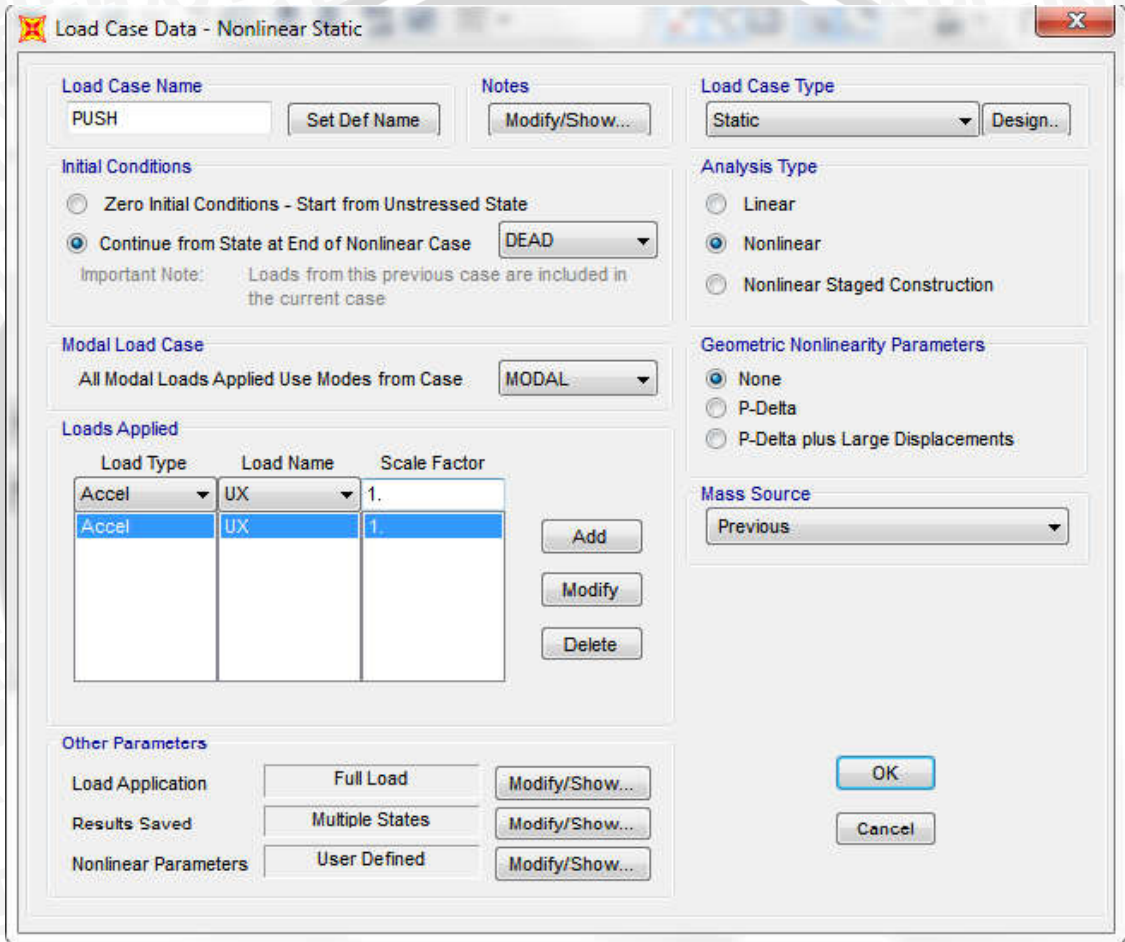 Load Case Data - Nonlinear Static
X
Load Case Name
PUSH
Set Def Name
Notes
Modify/Show...
Load Case Type
Static
Design..
Initial Conditions
Zero Initial Conditions - Start from Unstressed State
Continue from State at End of Nonlinear Case
DEAD
Important Note: Loads from this previous case are included in
the current case
Analysis Type
Linear
Nonlinear
Nonlinear Staged Construction
Modal Load Case
All Modal Loads Applied Use Modes from Case
MODAL
Geometric Nonlinearity Parameters
None
P-Delta
P-Delta plus Large Displacements
Loads Applied
Load Type Load Name Scale Factor
Accel UX 1.
Accel UX 1.
Add
Modify
Delete
Mass Source
Previous
Other Parameters
Load Application Full Load Modify/Show...
Results Saved Multiple States Modify/Show...
Nonlinear Parameters User Defined Modify/Show...
OK
Cancel